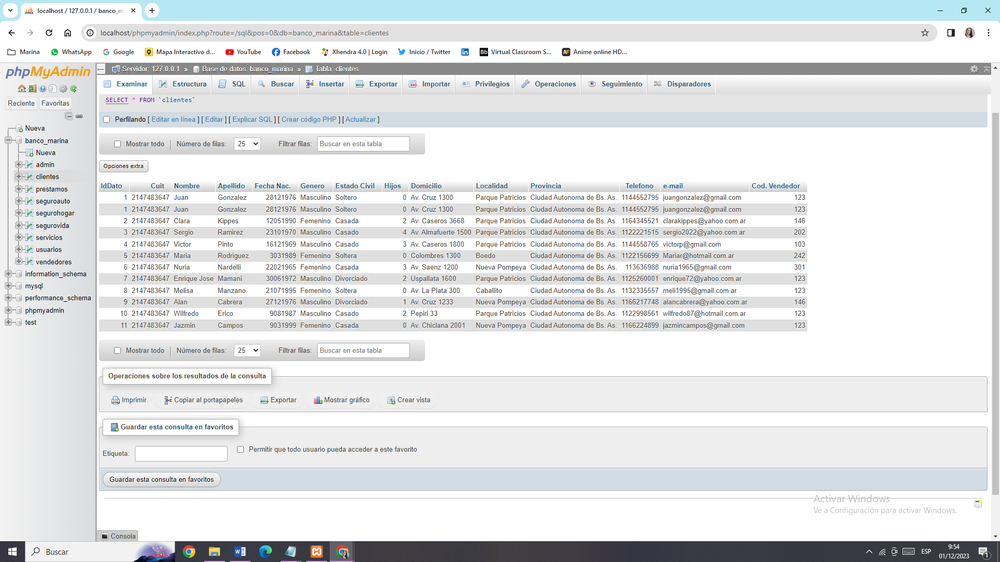 localhost / 127.0.0.1 / banco_m
localhost/phpmyadmin/index.php?route=/sql&pos=0&db=banco_marina&table=clientes
Marina WhatsApp Google Mapa Interactivo d... YouTube Facebook Xhendra 4.0 | Login Inicio / Twitter Virtual Classroom S... Anime online HD...
phpMyAdmin
Reciente Favoritas
Nueva
banco_marina
Nueva
admin
clientes
prestamos
seguroauto
segurohogar
segurovida
servicios
usuarios
vendedores
information_schema
mysql
performance_schema
phpmyadmin
test
Servidor: 127.0.0.1 » Base de datos: banco_marina » Tabla: clientes
Examinar Estructura SQL Buscar Insertar Exportar Importar Privilegios Operaciones Seguimiento Disparadores
SELECT * FROM `clientes`
Perfilando [ Editar en línea ] [ Editar ] [ Explicar SQL ] [ Crear código PHP ] [ Actualizar ]
Mostrar todo | Número de filas: 25 Filtrar filas: Buscar en esta tabla
Opciones extra
IdDato Cuit Nombre Apellido Fecha Nac. Genero Estado Civil Hijos Domicilio Localidad Provincia Telefono e-mail Cod. Vendedor
1 2147483647 Juan Gonzalez 28121976 Masculino Soltero 0 Av. Cruz 1300 Parque Patricios Ciudad Autonoma de Bs. As. 1144552795 juangonzalez@gmail.com 123
1 2147483647 Juan Gonzalez 28121976 Masculino Soltero 0 Av. Cruz 1300 Parque Patricios Ciudad Autonoma de Bs. As. 1144552795 juangonzalez@gmail.com 123
2 2147483647 Clara Kippes 12051990 Femenino Casada 2 Av. Caseros 3668 Parque Patricios Ciudad Autonoma de Bs. As. 1164345521 clarakippes@yahoo.com.ar 146
3 2147483647 Sergio Ramirez 23101970 Masculino Casado 4 Av. Almafuerte 1500 Parque Patricios Ciudad Autonoma de Bs. As. 1122221515 sergio2022@yahoo.com.ar 202
4 2147483647 Victor Pinto 16121969 Masculino Casado 3 Av. Caseros 1800 Parque Patricios Ciudad Autonoma de Bs. As. 1144558765 victorp@gmail.com 103
5 2147483647 Maria Rodriguez 3031989 Femenino Soltera 0 Colombres 1300 Boedo Ciudad Autonoma de Bs. As. 1122156699 Mariar@hotmail.com.ar 242
6 2147483647 Nuria Nardelli 22021965 Femenino Casada 3 Av. Saenz 1200 Nueva Pompeya Ciudad Autonoma de Bs. As. 113636988 nuria1965@gmail.com 301
7 2147483647 Enrique Jose Mamani 30061972 Masculino Divorciado 2 Uspallata 1600 Parque Patricios Ciudad Autonoma de Bs. As. 1125260001 enrique72@yahoo.com.ar 123
8 2147483647 Melisa Manzano 21071995 Femenino Soltera 0 Av. La Plata 300 Caballito Ciudad Autonoma de Bs. As. 1132335557 meli1995@gmail.com.ar 123
9 2147483647 Alan Cabrera 27121976 Masculino Divorciado 1 Av. Cruz 1233 Nueva Pompeya Ciudad Autonoma de Bs. As. 1166217748 alancabrera@yahoo.com.ar 146
10 2147483647 Wilfredo Erico 9081987 Masculino Casado 2 Pepiri 33 Parque Patricios Ciudad Autonoma de Bs. As. 1122998561 wilfredo87@hotmail.com.ar 123
11 2147483647 Jazmin Campos 9031999 Femenino Casada 0 Av. Chiclana 2001 Nueva Pompeya Ciudad Autonoma de Bs. As. 1166224899 jazmincampos@gmail.com 123
Mostrar todo | Número de filas: 25 Filtrar filas: Buscar en esta tabla
Operaciones sobre los resultados de la consulta
Imprimir Copiar al portapapeles Exportar Mostrar gráfico Crear vista
Guardar esta consulta en favoritos
Etiqueta: Permitir que todo usuario pueda acceder a este favorito
Guardar esta consulta en favoritos
Activar Windows
Ve a Configuración para activar Windows.
Consola
Buscar
ESP
9:54
01/12/2023
1